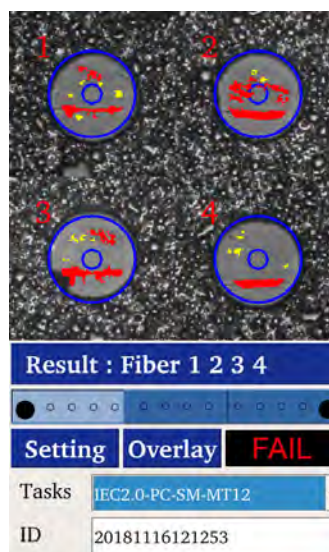 1 2
3 4
Result : Fiber 1 2 3 4
Setting Overlay FAIL
Tasks IEC2.0-PC-SM-MT12
ID 20181116121253